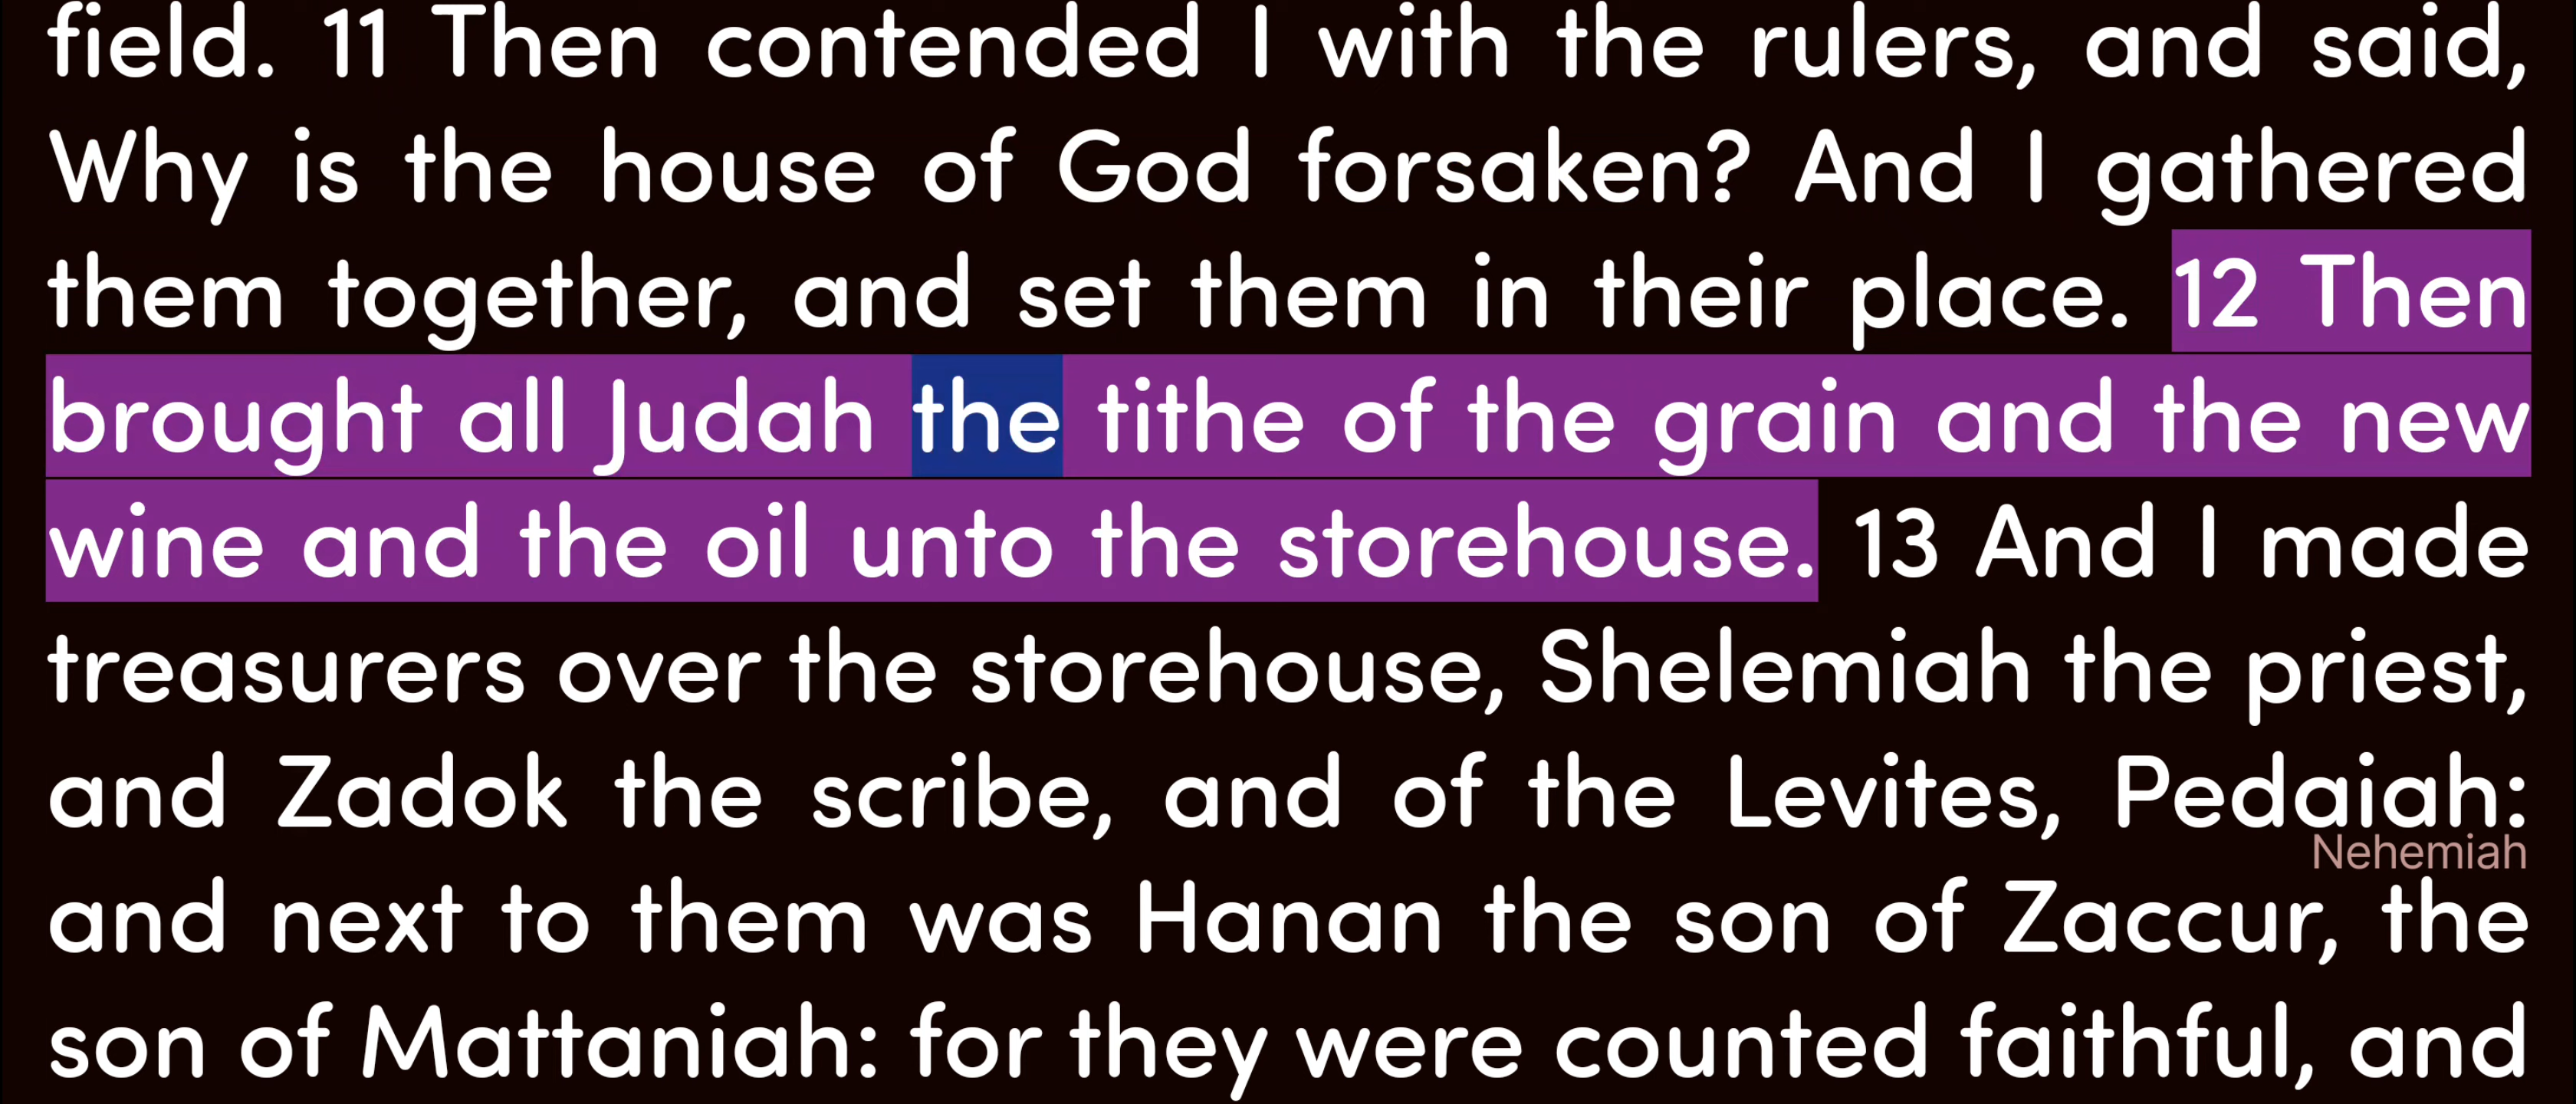 field. 11 Then contended I with the rulers, and said,
Why is the house of God forsaken? And I gathered
them together, and set them in their place. 12 Then
brought all Judah the tithe of the grain and the new
wine and the oil unto the storehouse. 13 And I made
treasurers over the storehouse, Shelemiah the priest,
and Zadok the scribe, and of the Levites, Pedaiah:
Nehemiah
and next to them was Hanan the son of Zaccur, the
son of Mattaniah: for they were counted faithful, and